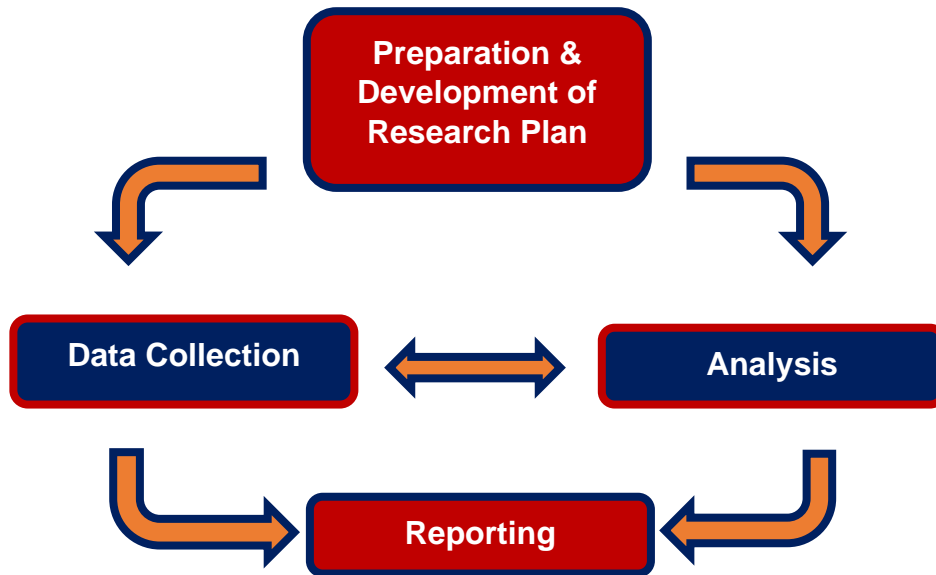 Preparation &
Development of
Research Plan
Data Collection
Analysis
Reporting